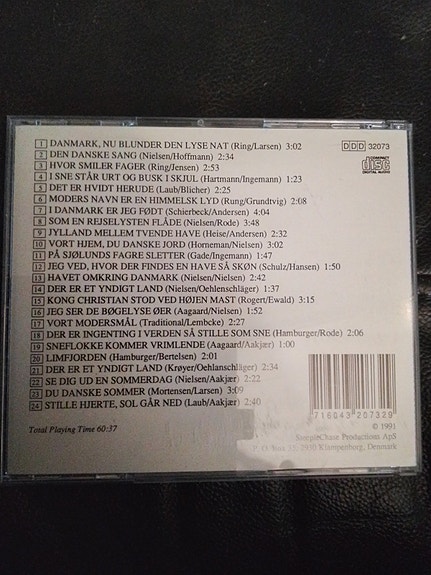 1 DANMARK, NU BLUNDER DEN LYSE NAT (Ring/Larsen) 3:02
DDD 32073
2 DEN DANSKE SANG (Nielsen/Hoffmann) 2:34
3 HVOR SMILER FAGER (Ring/Jensen) 2:53
COMPACT
disc
DIGITAL AUDIO
4 I SNE STÅR URT OG BUSK I SKJUL (Hartmann/Ingemann) 1:23
5 DET ER HVIDT HERUDE (Laub/Blicher) 2:25
6 MODERS NAVN ER EN HIMMELSK LYD (Rung/Grundtvig) 2:08
7 I DANMARK ER JEG FØDT (Schierbeck/Andersen) 4:04
8 SOM EN REJSELYSTEN FLÅDE (Nielsen/Rode) 3:48
9 JYLLAND MELLEM TVENDE HAVE (Heise/Andersen) 2:32
10 VORT HJEM, DU DANSKE JORD (Horneman/Nielsen) 3:02
11 PÅ SJØLUNDS FAGRE SLETTER (Gade/Ingemann) 1:47
12 JEG VED, HVOR DER FINDES EN HAVE SÅ SKØN (Schulz/Hansen) 1:50
13 HAVET OMKRING DANMARK (Nielsen/Nielsen) 2:42
14 DER ER ET YNDIGT LAND (Nielsen/Oehlenschläger) 1:37
15 KONG CHRISTIAN STOD VED HØJEN MAST (Rogert/Ewald) 3:15
16 JEG SER DE BØGELYSE ØER (Aagaard/Nielsen) 1:52
17 VORT MODERSMÅL (Traditional/Lembcke) 2:27
18 DER ER INGENTING I VERDEN SÅ STILLE SOM SNE (Hamburger/Rode) 2:06
19 SNEFLOKKE KOMMER VRIMLENDE (Aagaard/Aakjær) 1:00
20 LIMFJORDEN (Hamburger/Bertelsen) 2:01
21 DER ER ET YNDIGT LAND (Krøyer/Oehlanschläger) 2:34
22 SE DIG UD EN SOMMERDAG (Nielsen/Aakjær) 2:22
23 DU DANSKE SOMMER (Mortensen/Larsen) 3:09
24 STILLE HJERTE, SOL GÅR NED (Laub/Aakjær) 2:40
716043 207329
Total Playing Time 60:37
© 1991
Productions ApS
P. O. Box 35, 2930 Klampenborg, Denmark